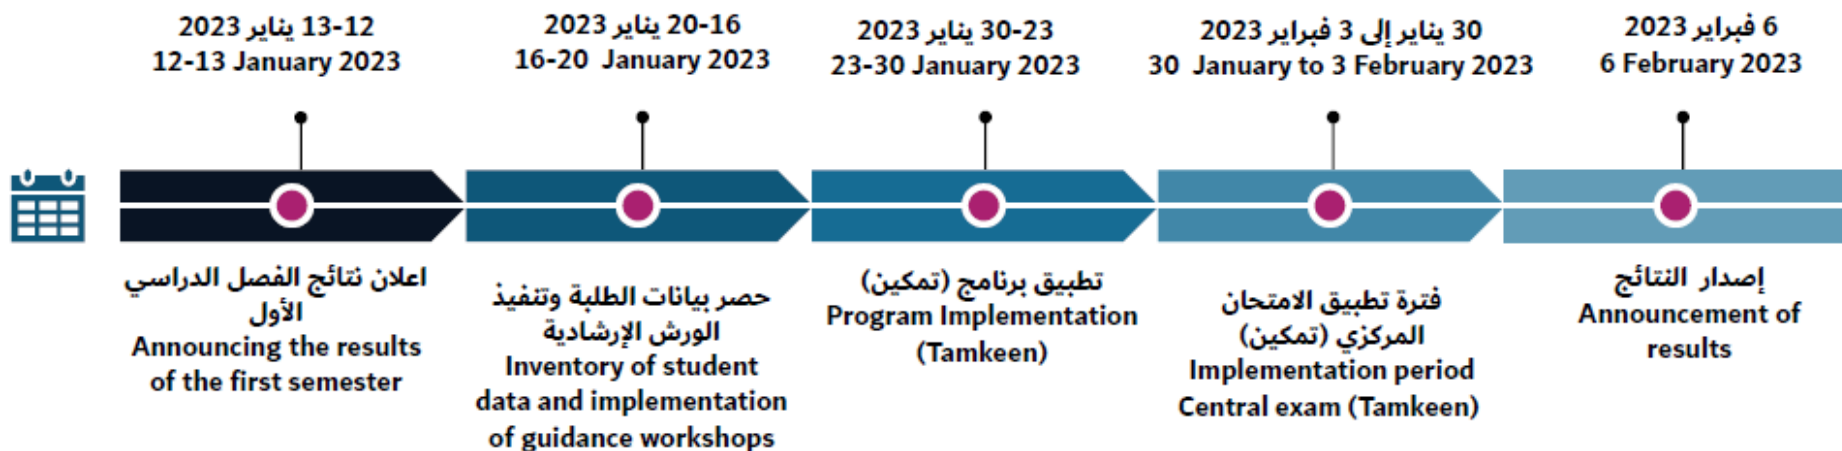 12-13 يناير 2023
12-13 January 2023
16-20 يناير 2023
16-20 January 2023
23-30 يناير 2023
23-30 January 2023
30 يناير إلى 3 فبراير 2023
30 January to 3 February 2023
6 فبراير 2023
6 February 2023
اعلان نتائج الفصل الدراسي
الأول
Announcing the results
of the first semester
حصر بيانات الطلبة وتنفيذ
الورش الإرشادية
Inventory of student
data and implementation
of guidance workshops
تطبيق برنامج (تمكين)
Program Implementation
(Tamkeen)
فترة تطبيق الامتحان
المركزي (تمكين)
Implementation period
Central exam (Tamkeen)
إصدار النتائج
Announcement of
results